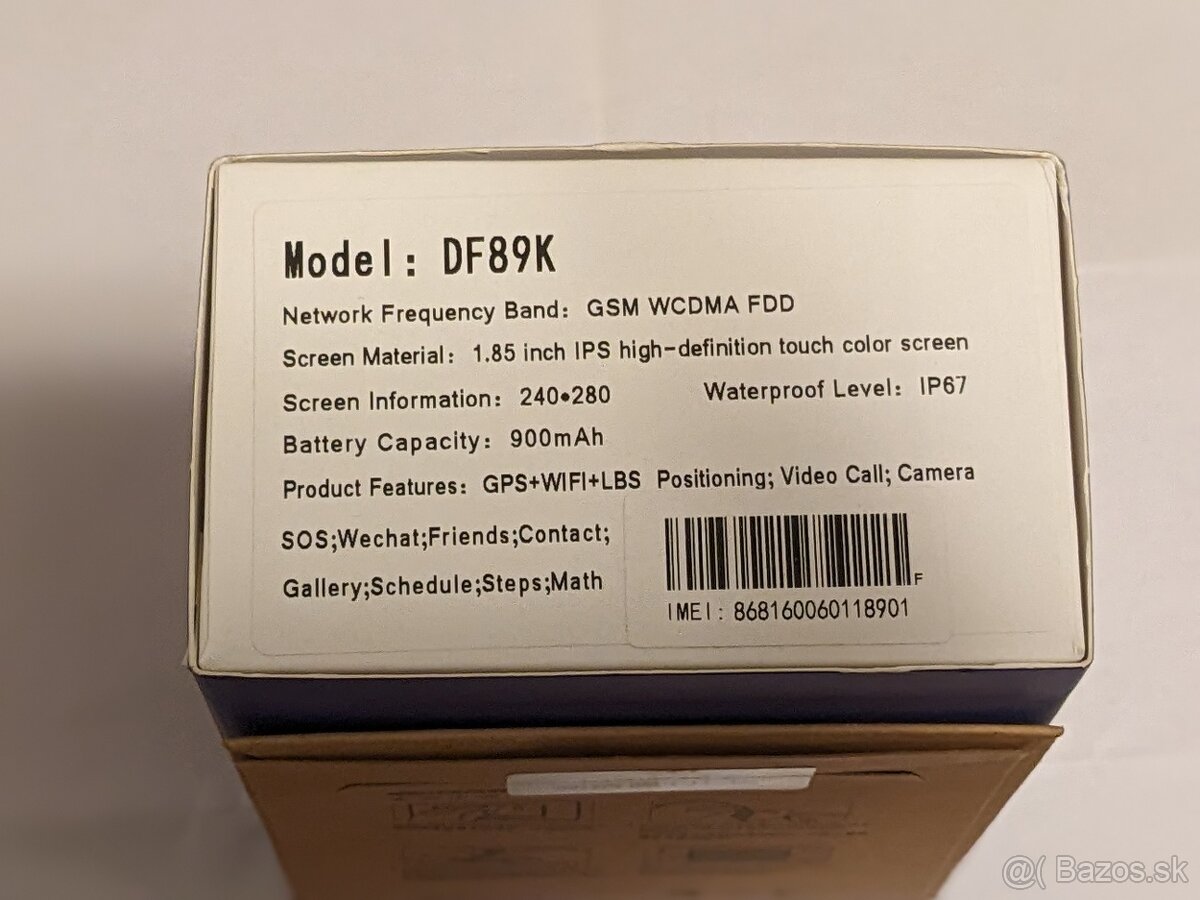 Model: DF89K
Network Frequency Band: GSM WCDMA FDD
Screen Material: 1.85 inch IPS high-definition touch color screen
Screen Information: 240•280 Waterproof Level: IP67
Battery Capacity: 900mAh
Product Features: GPS+WIFI+LBS Positioning; Video Call; Camera
SOS;Wechat;Friends;Contact;
Gallery;Schedule;Steps;Math
F
IMEI: 868160060118901
@( Bazos.sk